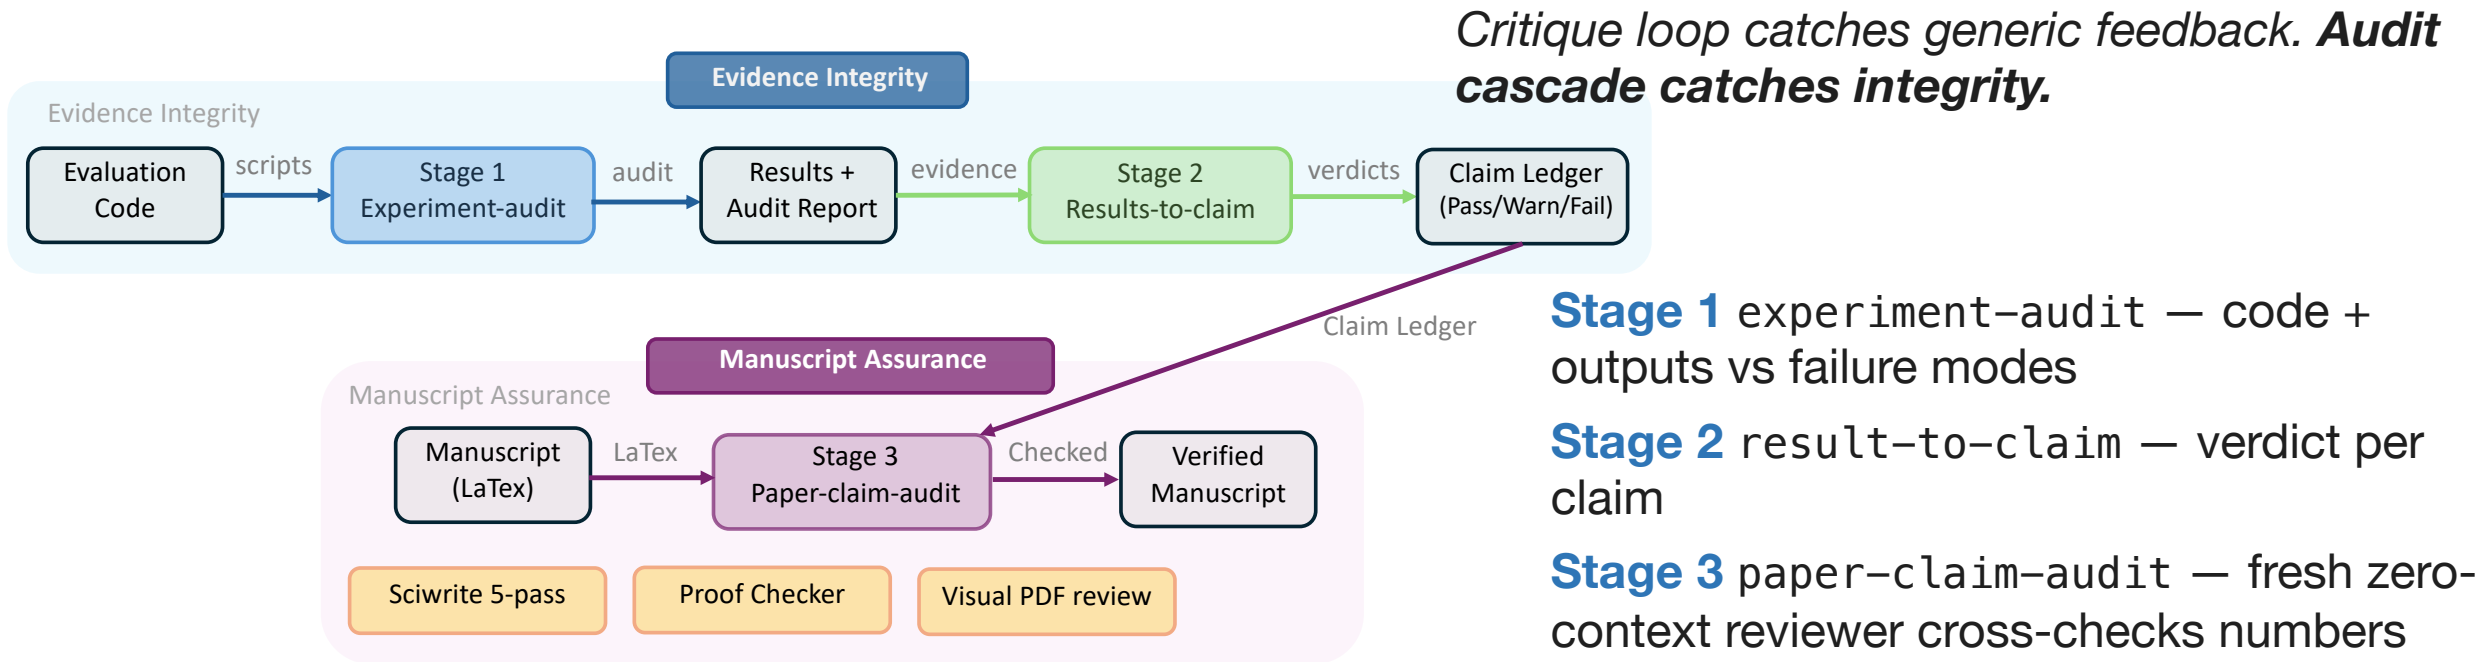 Critique loop catches generic feedback. Audit
cascade catches integrity.
Evidence Integrity
Evidence Integrity
Evaluation
Code
scripts
Stage 1
Experiment-audit
audit
Results +
Audit Report
evidence
Stage 2
Results-to-claim
verdicts
Claim Ledger
(Pass/Warn/Fail)
Claim Ledger
Manuscript Assurance
Manuscript Assurance
Manuscript
(LaTex)
LaTex
Stage 3
Paper-claim-audit
Checked
Verified
Manuscript
Sciwrite 5-pass
Proof Checker
Visual PDF review
Stage 1 experiment-audit — code +
outputs vs failure modes
Stage 2 result-to-claim — verdict per
claim
Stage 3 paper-claim-audit — fresh zero-
context reviewer cross-checks numbers